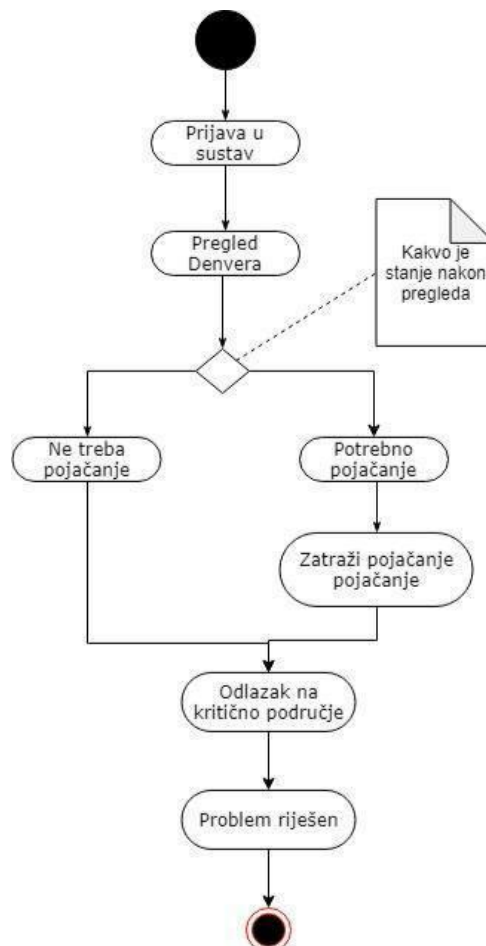 Prijava u
sustav
Pregled
Denvera
Kakvo je
stanje nakon
pregleda
Ne treba
pojačanje
Potrebno
pojačanje
Zatraži pojačanje
pojačanje
Odlazak na
kritično područje
Problem riješen